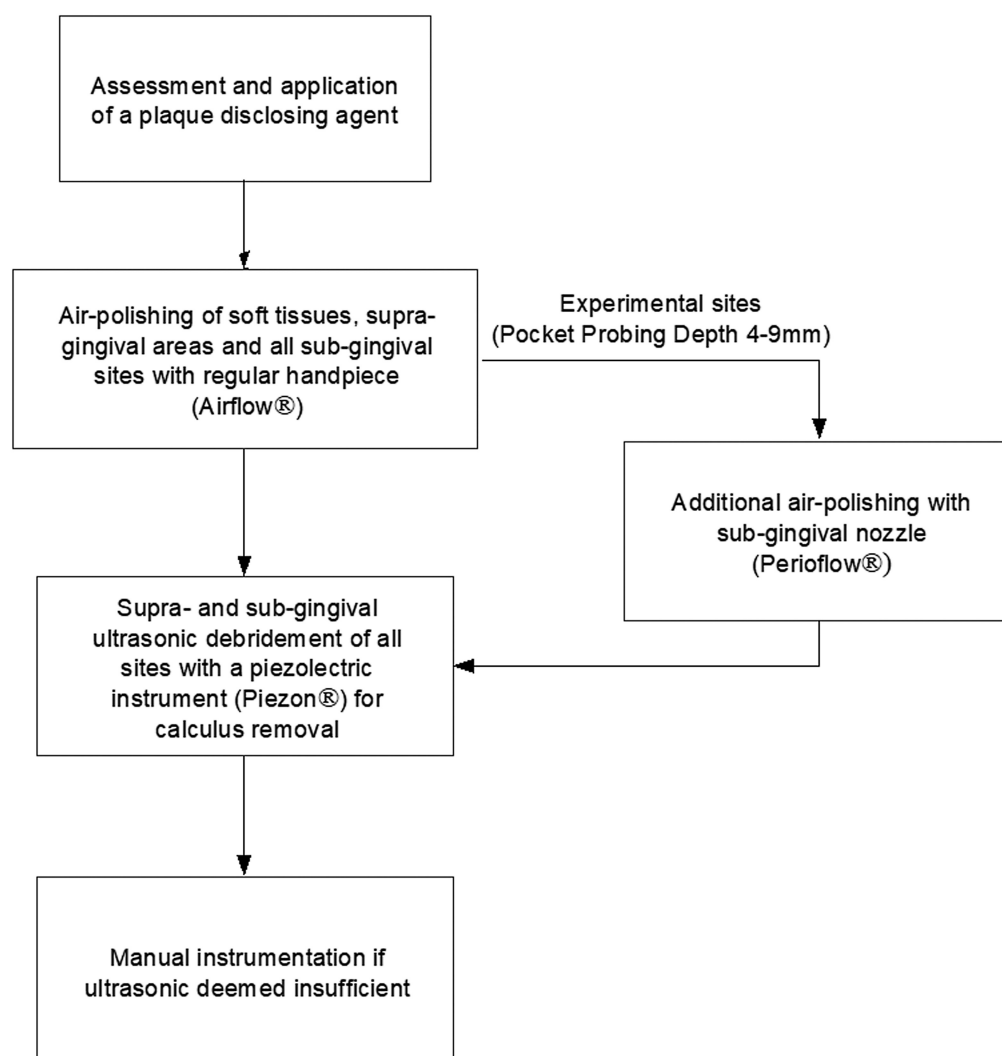 Assessment and application
of a plaque disclosing agent
Air-polishing of soft tissues, supra-
gingival areas and all sub-gingival
sites with regular handpiece
(Airflow®)
Experimental sites
(Pocket Probing Depth 4-9mm)
Additional air-polishing with
sub-gingival nozzle
(Perioflow®)
Supra- and sub-gingival
ultrasonic debridement of all
sites with a piezolectric
instrument (Piezon®) for
calculus removal
Manual instrumentation if
ultrasonic deemed insufficient